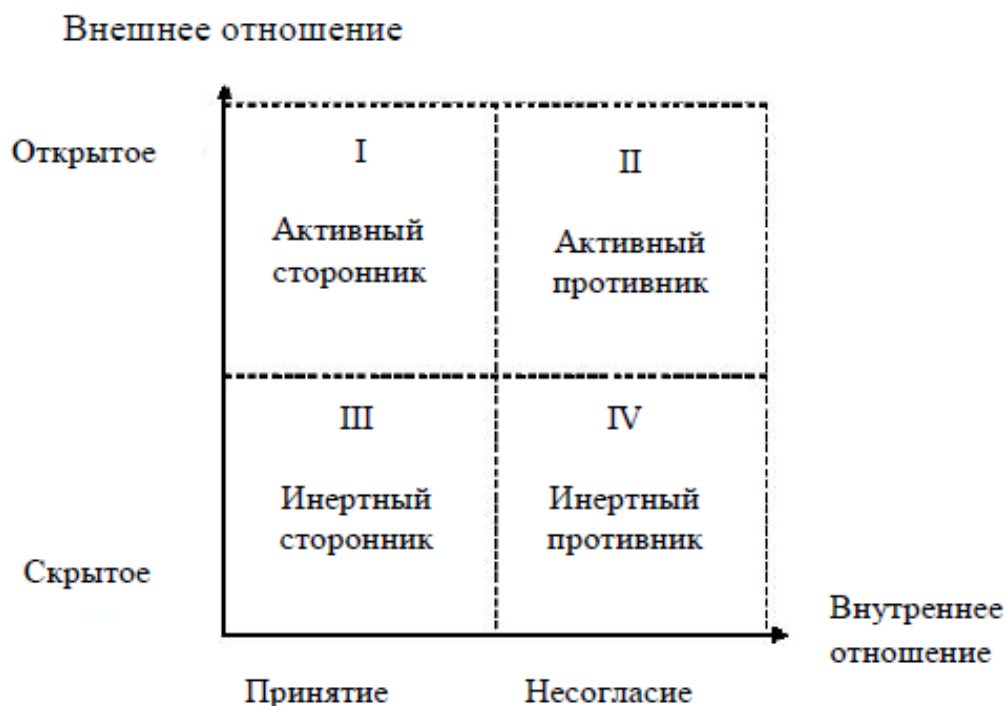 Внешнее отношение
Открытое
I
II
Активный
сторонник
Активный
противник
III
IV
Инертный
сторонник
Инертный
противник
Скрытое
Внутреннее
отношение
Принятие
Несогласие